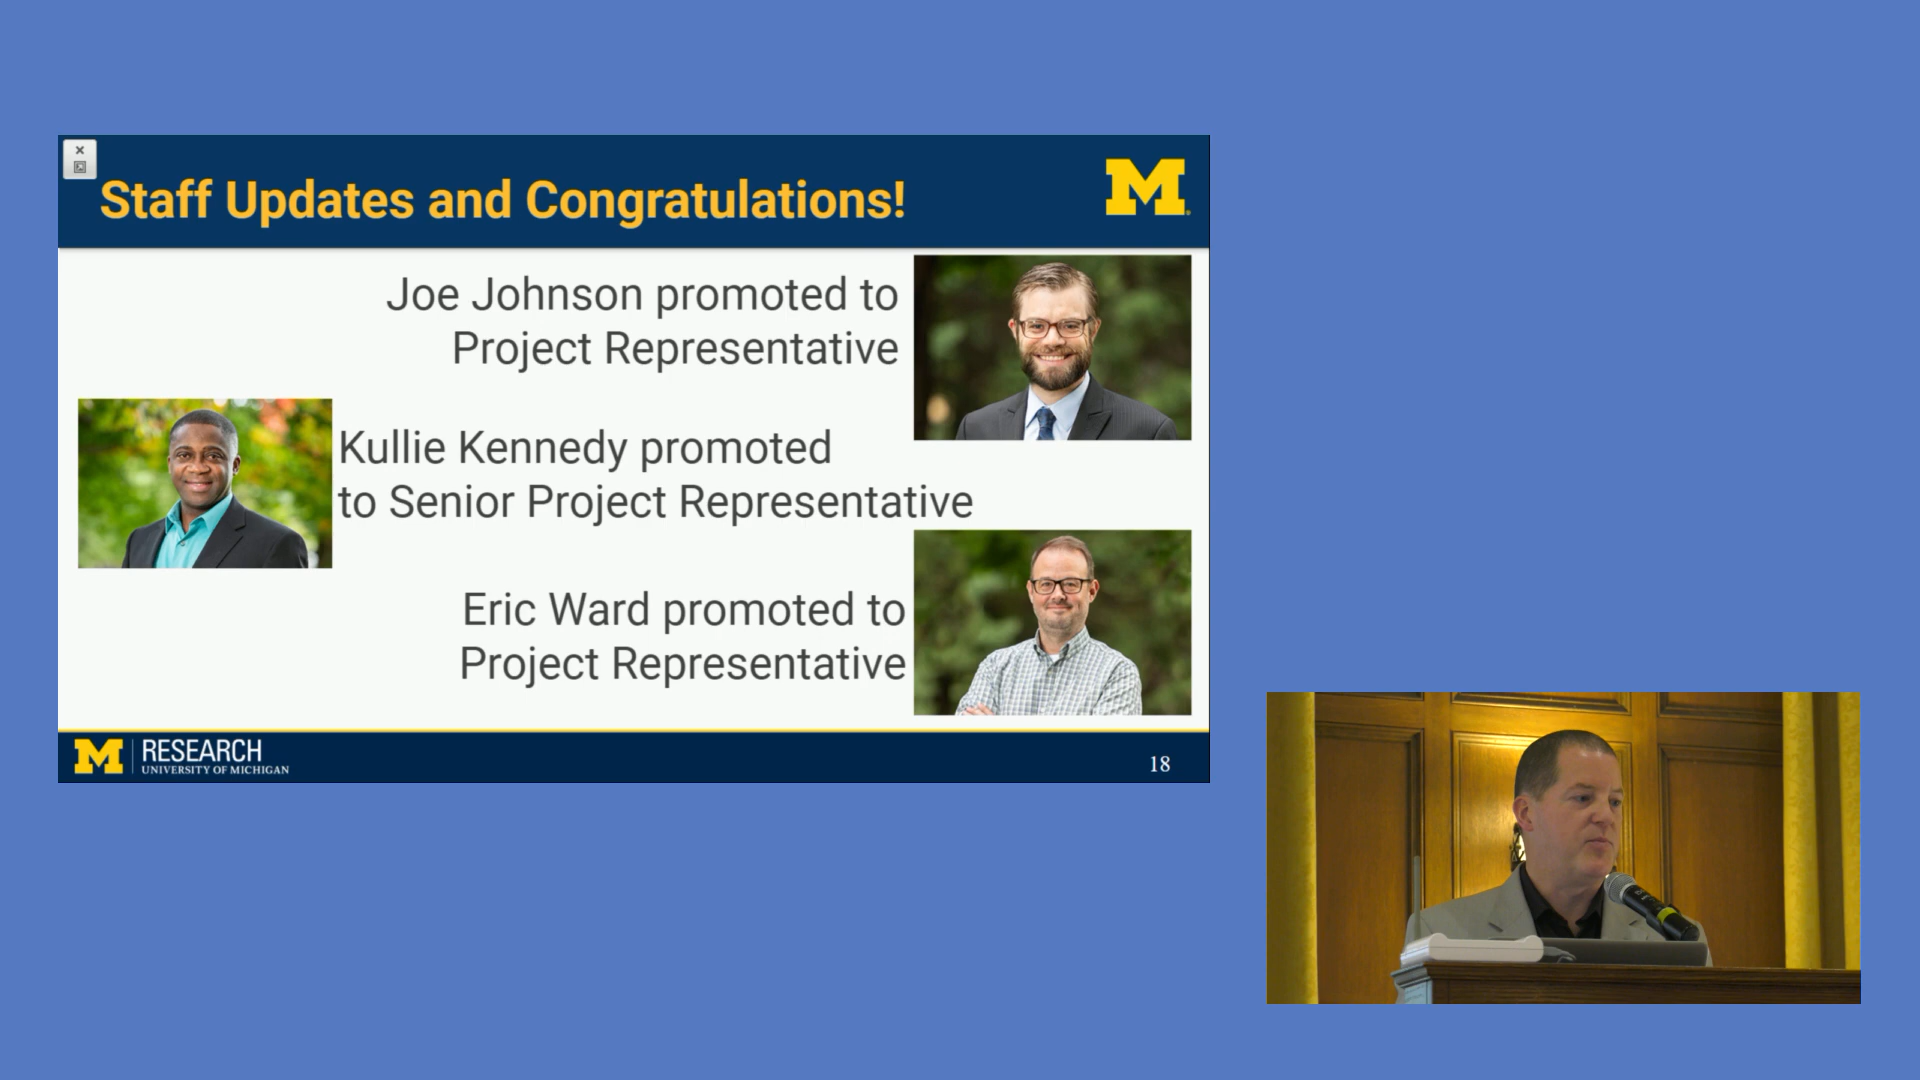 Staff Updates and Congratulations!
M
Joe Johnson promoted to
Project Representative
Kullie Kennedy promoted
to Senior Project Representative
Eric Ward promoted to
Project Representative
M
RESEARCH
UNIVERSITY OF MICHIGAN
18